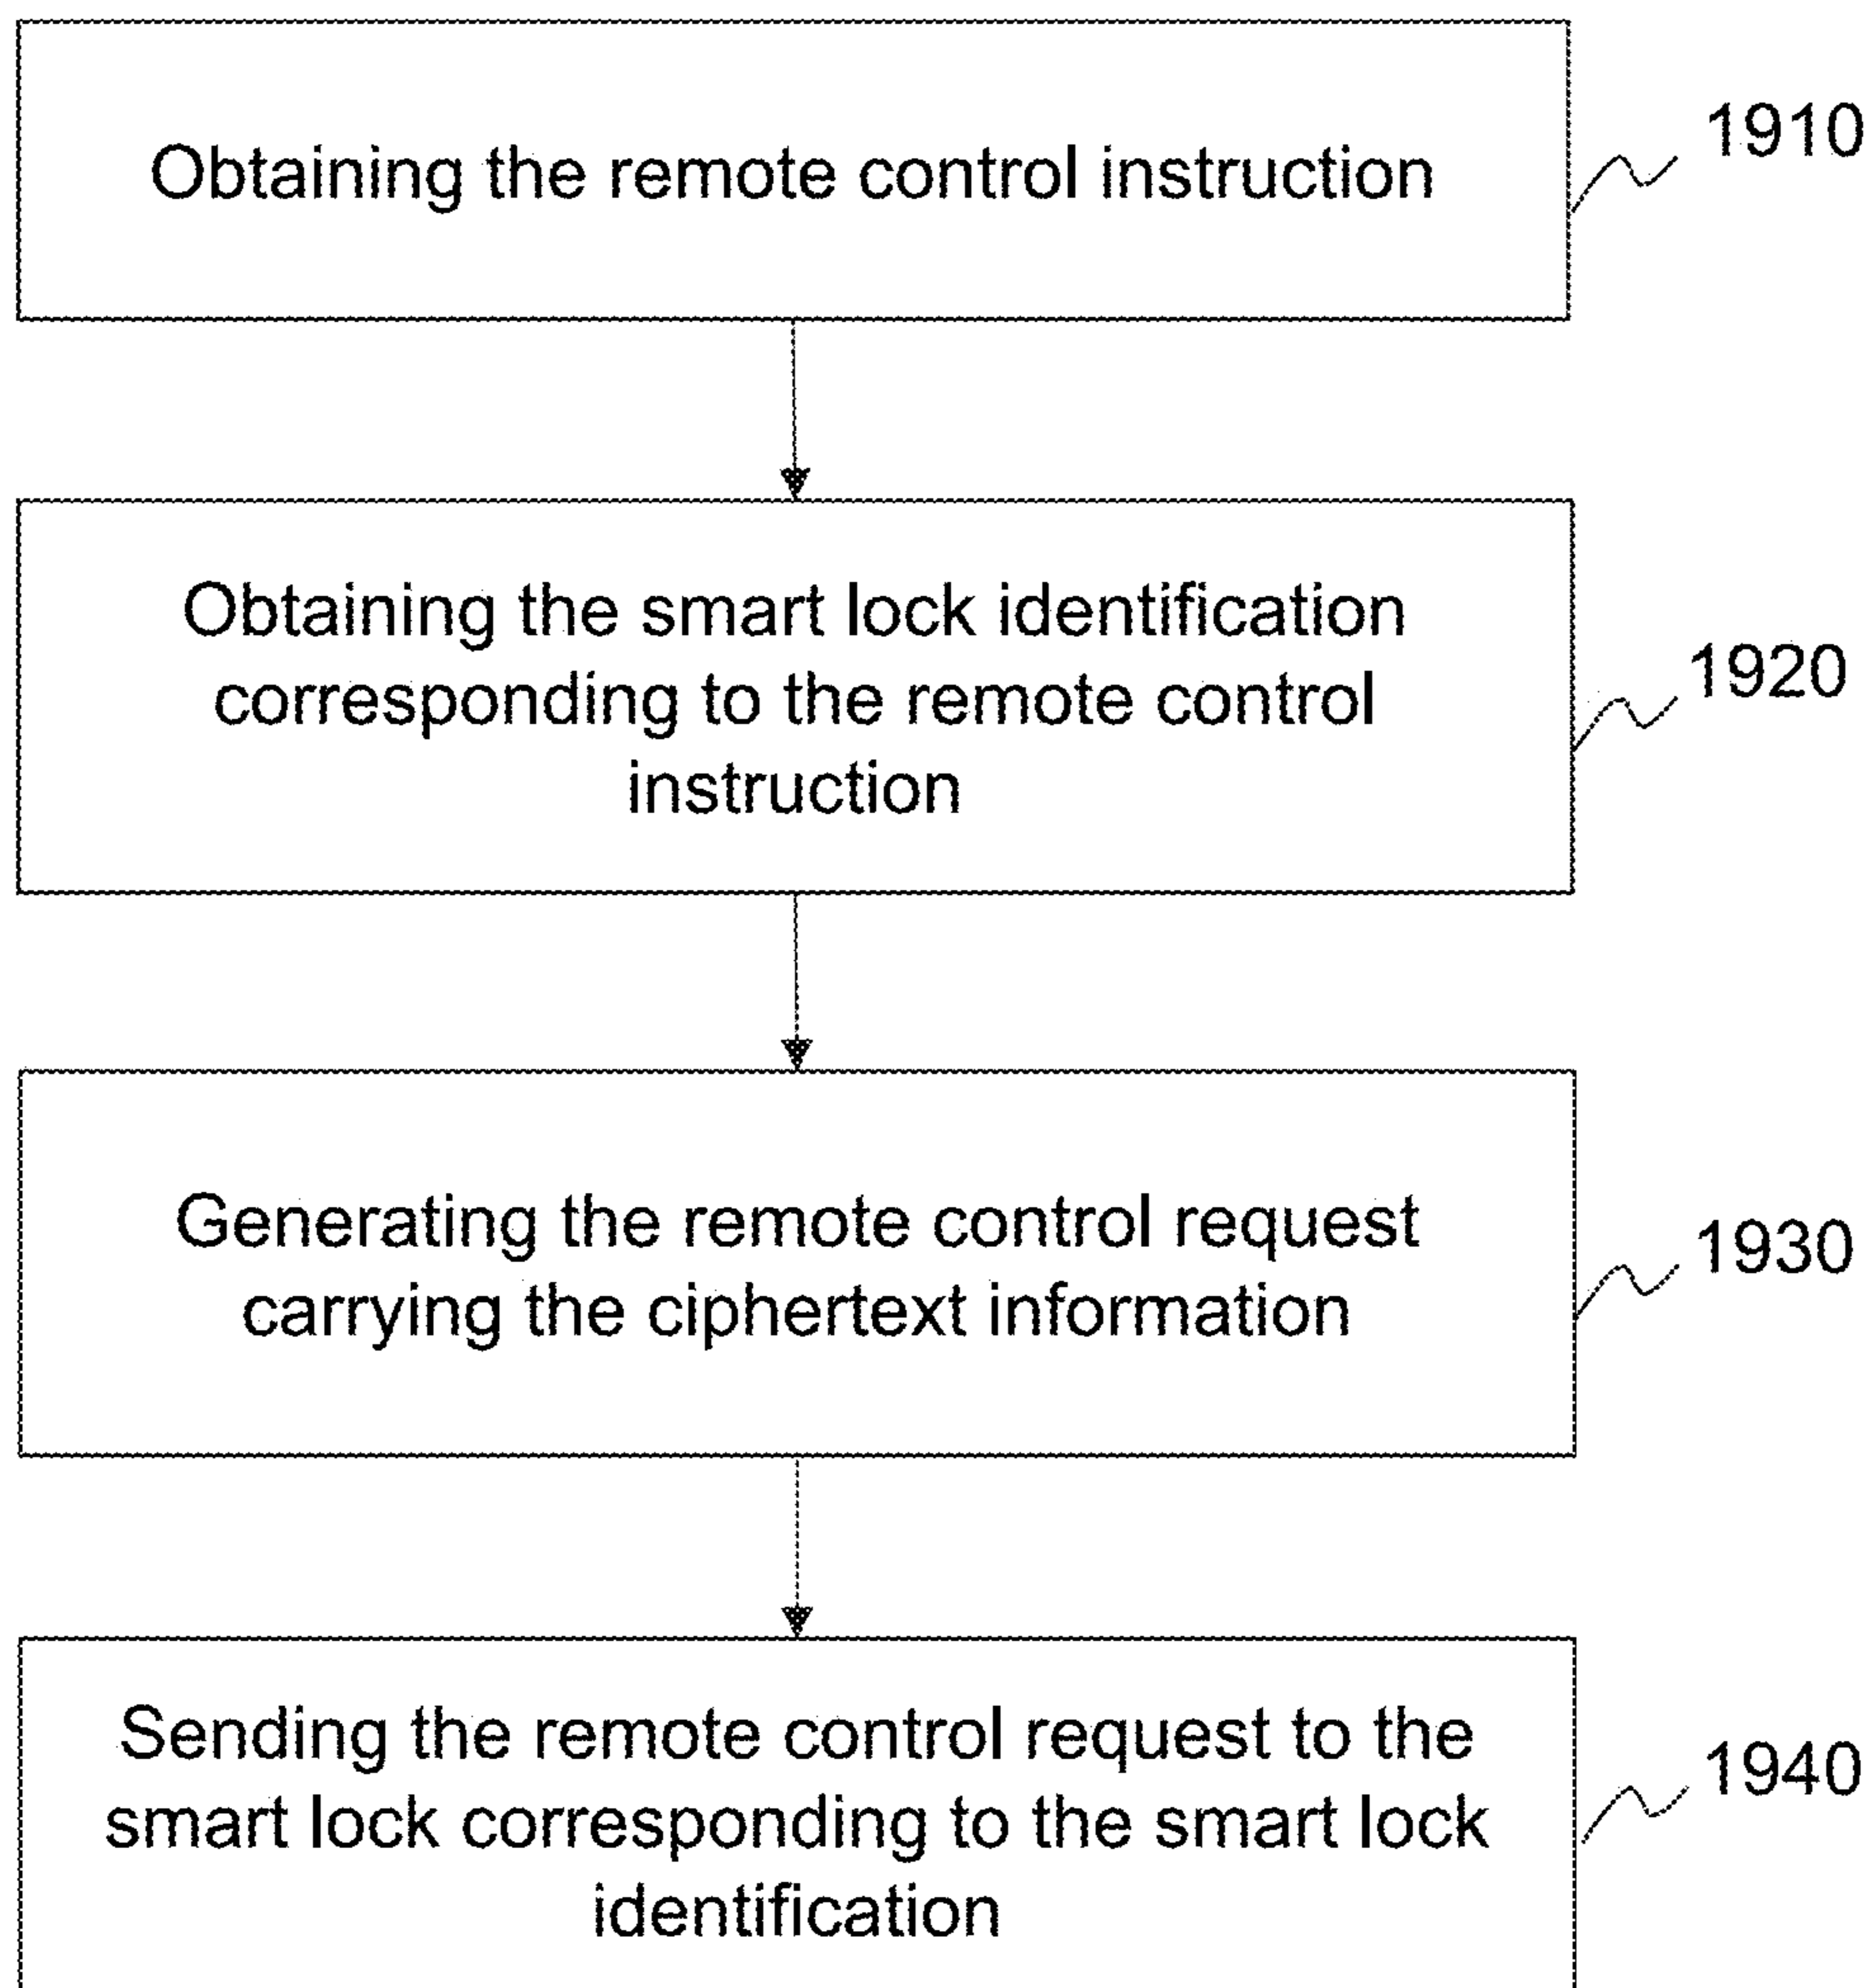 Obtaining the remote control instruction
1910
Obtaining the smart lock identification
corresponding to the remote control
instruction
1920
Generating the remote control request
carrying the ciphertext information
1930
Sending the remote control request to the
smart lock corresponding to the smart lock
identification
1940